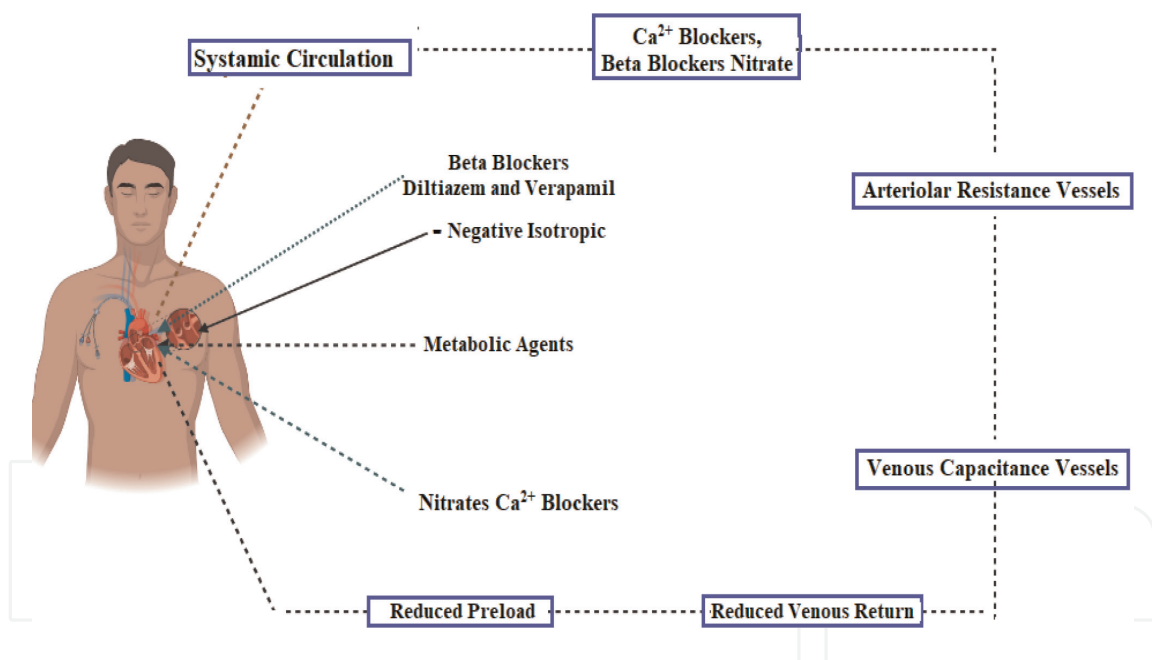 Systamic Circulation
Ca²⁺ Blockers,
Beta Blockers Nitrate
Beta Blockers
Diltiazem and Verapamil
- Negative Isotropic
Arteriolar Resistance Vessels
Metabolic Agents
Venous Capacitance Vessels
Nitrates Ca²⁺ Blockers
Reduced Preload
Reduced Venous Return